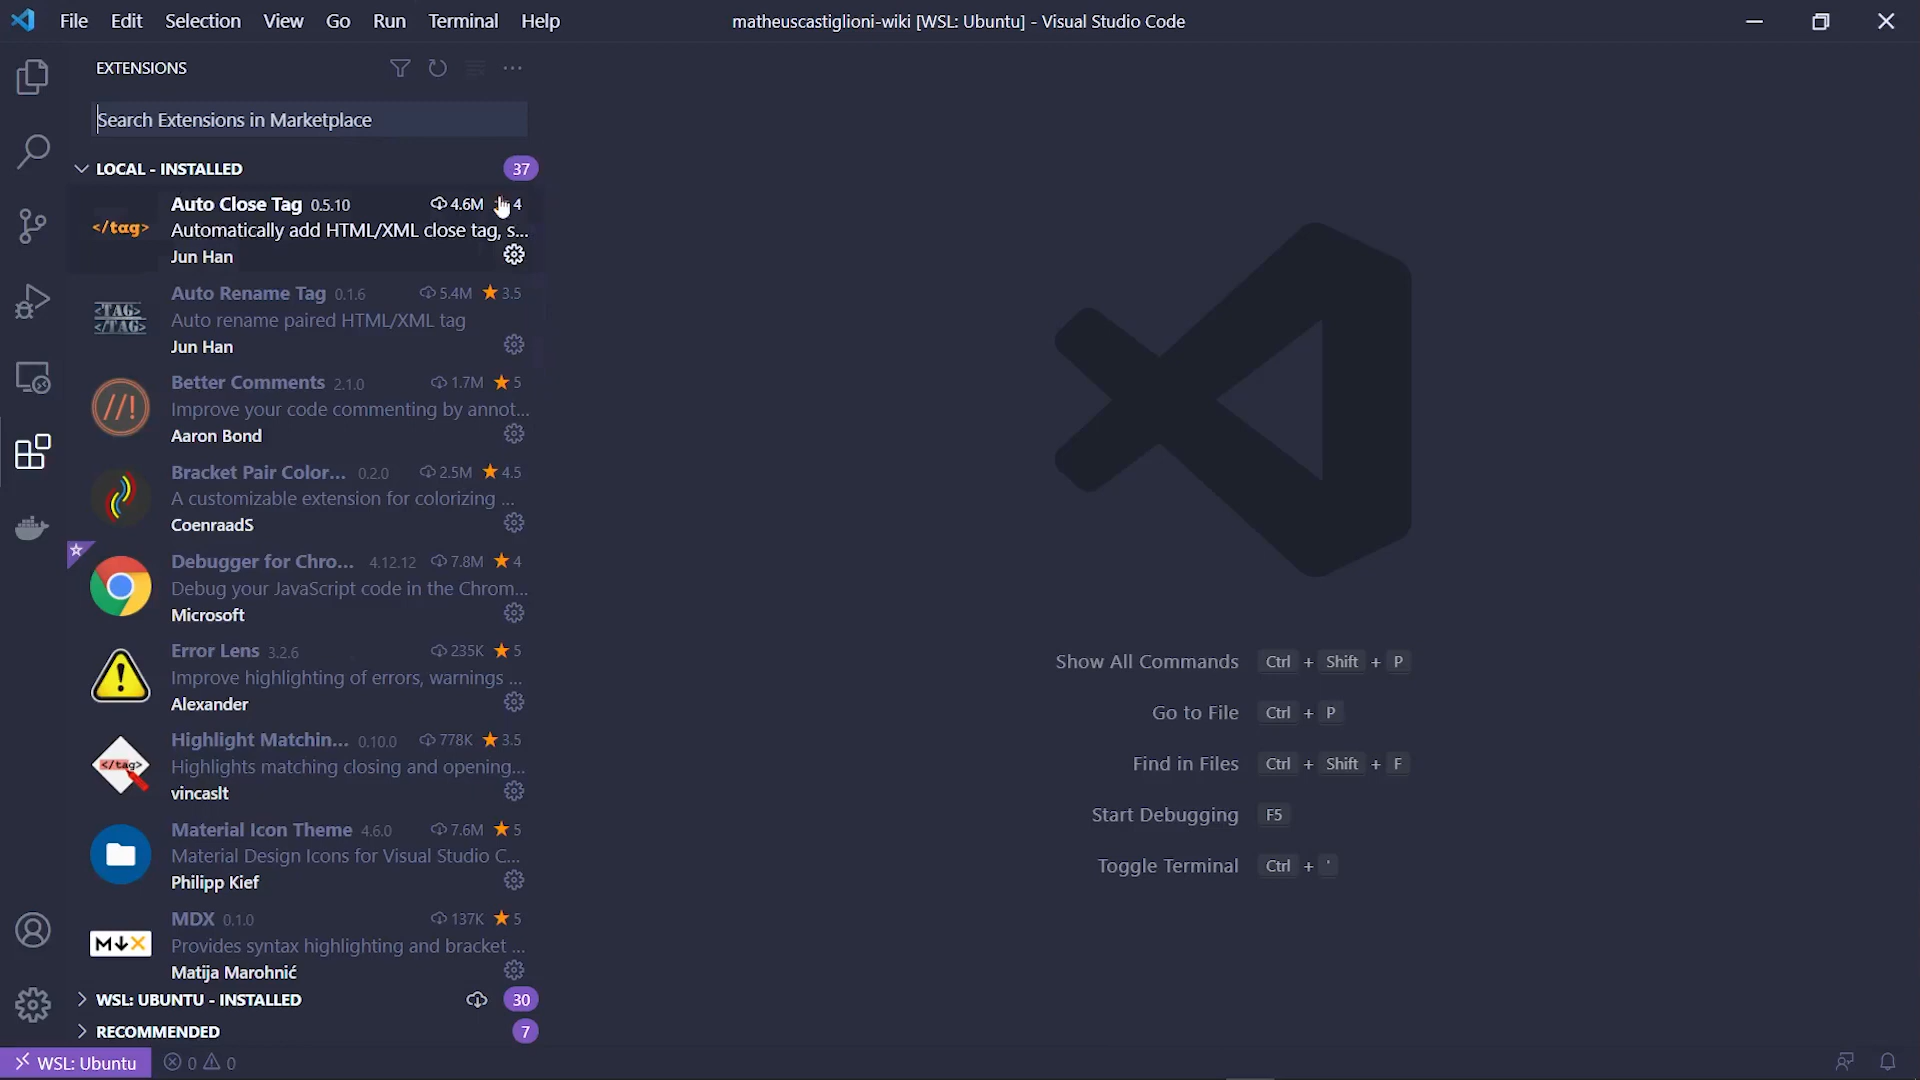 File Edit Selection View Go Run Terminal Help
matheuscastiglioni-wiki [WSL: Ubuntu] - Visual Studio Code
EXTENSIONS
Search Extensions in Marketplace
LOCAL - INSTALLED 37
</tag>
Auto Close Tag 0.5.10 4.6M 4
Automatically add HTML/XML close tag, s...
Jun Han
<TAG>
</TAG>
Auto Rename Tag 0.1.6 5.4M 3.5
Auto rename paired HTML/XML tag
Jun Han
//!
Better Comments 2.1.0 1.7M 5
Improve your code commenting by annot...
Aaron Bond
Bracket Pair Color... 0.2.0 2.5M 4.5
A customizable extension for colorizing ...
CoenraadS
Debugger for Chro... 4.12.12 7.8M 4
Debug your JavaScript code in the Chrom...
Microsoft
Error Lens 3.2.6 235K 5
Improve highlighting of errors, warnings ...
Alexander
</tag>
Highlight Matchin... 0.10.0 778K 3.5
Highlights matching closing and opening...
vincaslt
Material Icon Theme 4.6.0 7.6M 5
Material Design Icons for Visual Studio C...
Philipp Kief
M↓X
MDX 0.1.0 137K 5
Provides syntax highlighting and bracket ...
Matija Marohnić
WSL: UBUNTU - INSTALLED 30
RECOMMENDED 7
Show All Commands Ctrl + Shift + P
Go to File Ctrl + P
Find in Files Ctrl + Shift + F
Start Debugging F5
Toggle Terminal Ctrl + '
WSL: Ubuntu 0 0